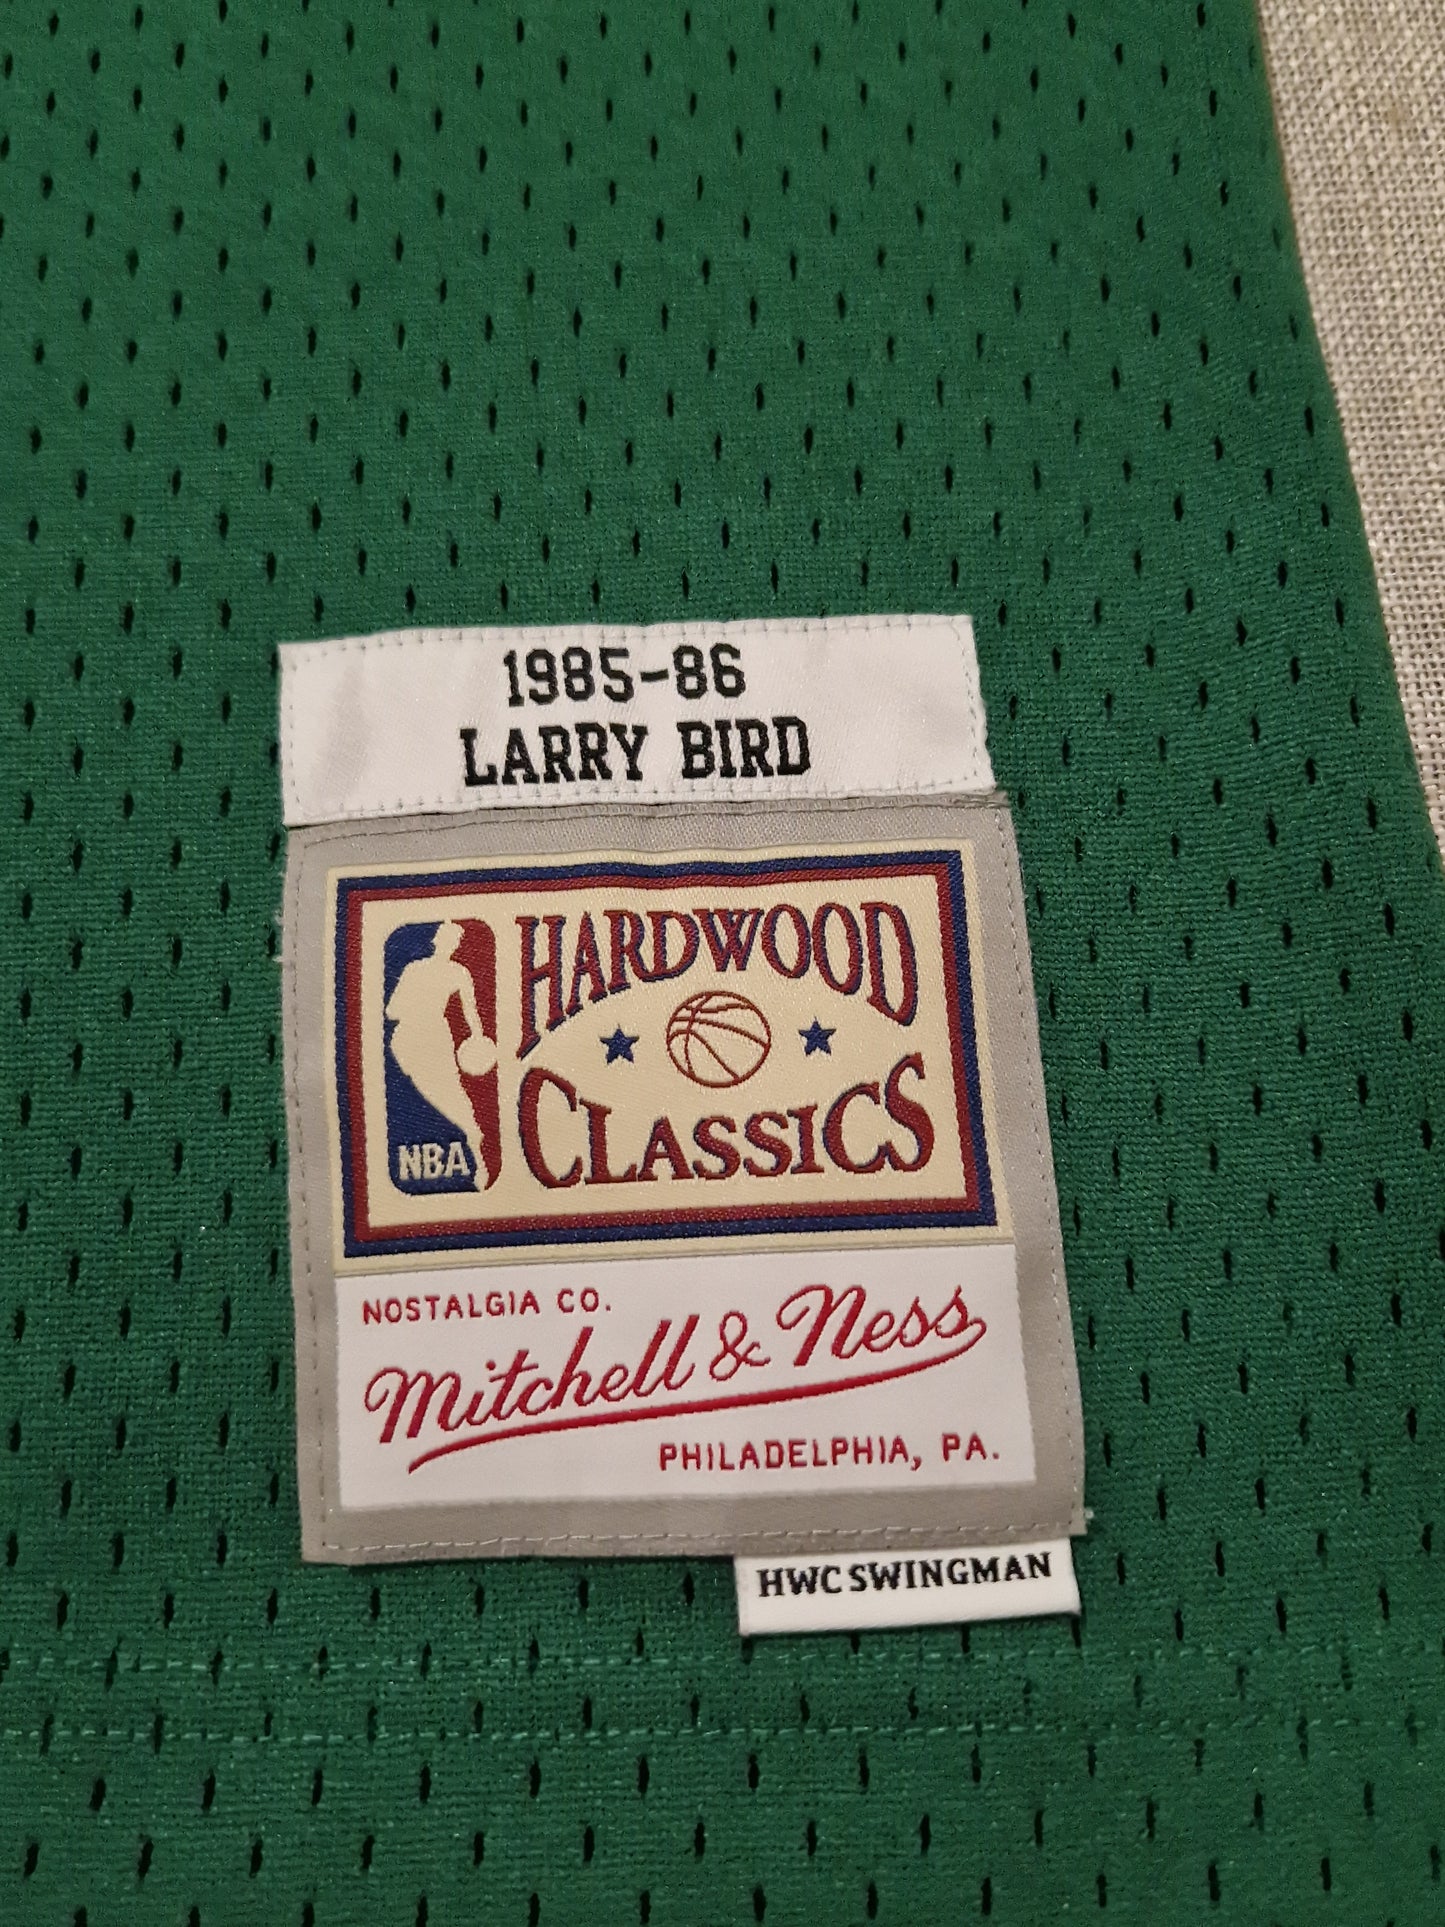 1985-86
LARRY BIRD
HARDWOOD
CLASSICS
NBA
NOSTALGIA CO.
Mitchell & Ness
PHILADELPHIA, PA.
HWC SWINGMAN